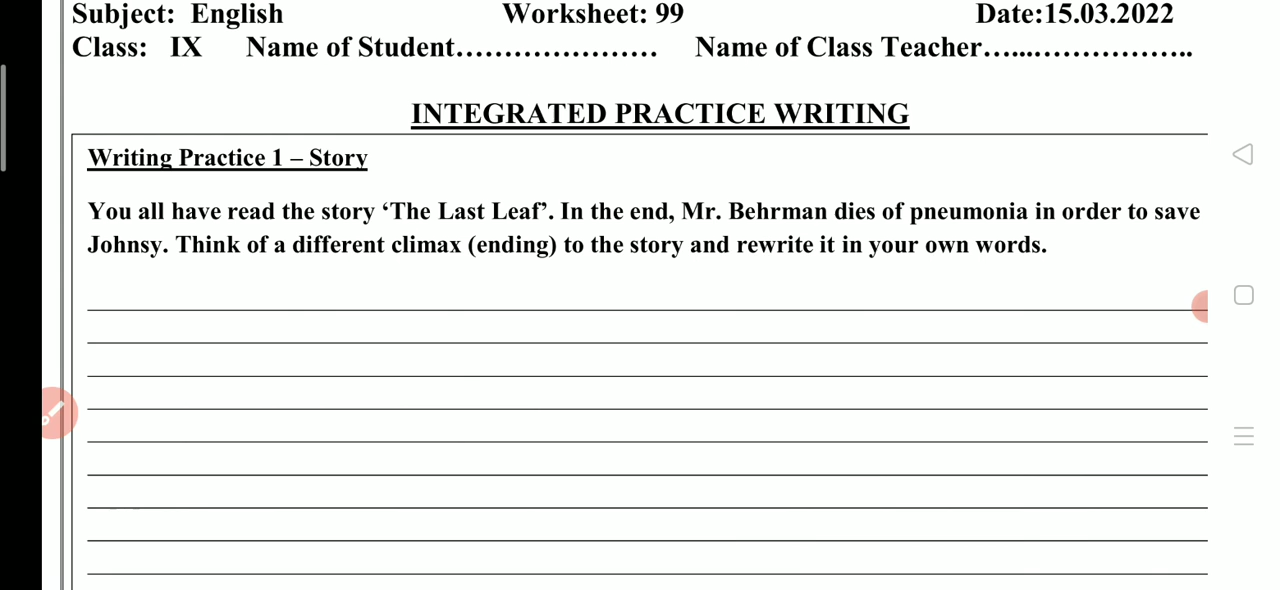 Subject: English Worksheet: 99 Date:15.03.2022
Class: IX Name of Student..................... Name of Class Teacher…....……………..
INTEGRATED PRACTICE WRITING
Writing Practice 1 – Story
You all have read the story ‘The Last Leaf’. In the end, Mr. Behrman dies of pneumonia in order to save
Johnsy. Think of a different climax (ending) to the story and rewrite it in your own words.